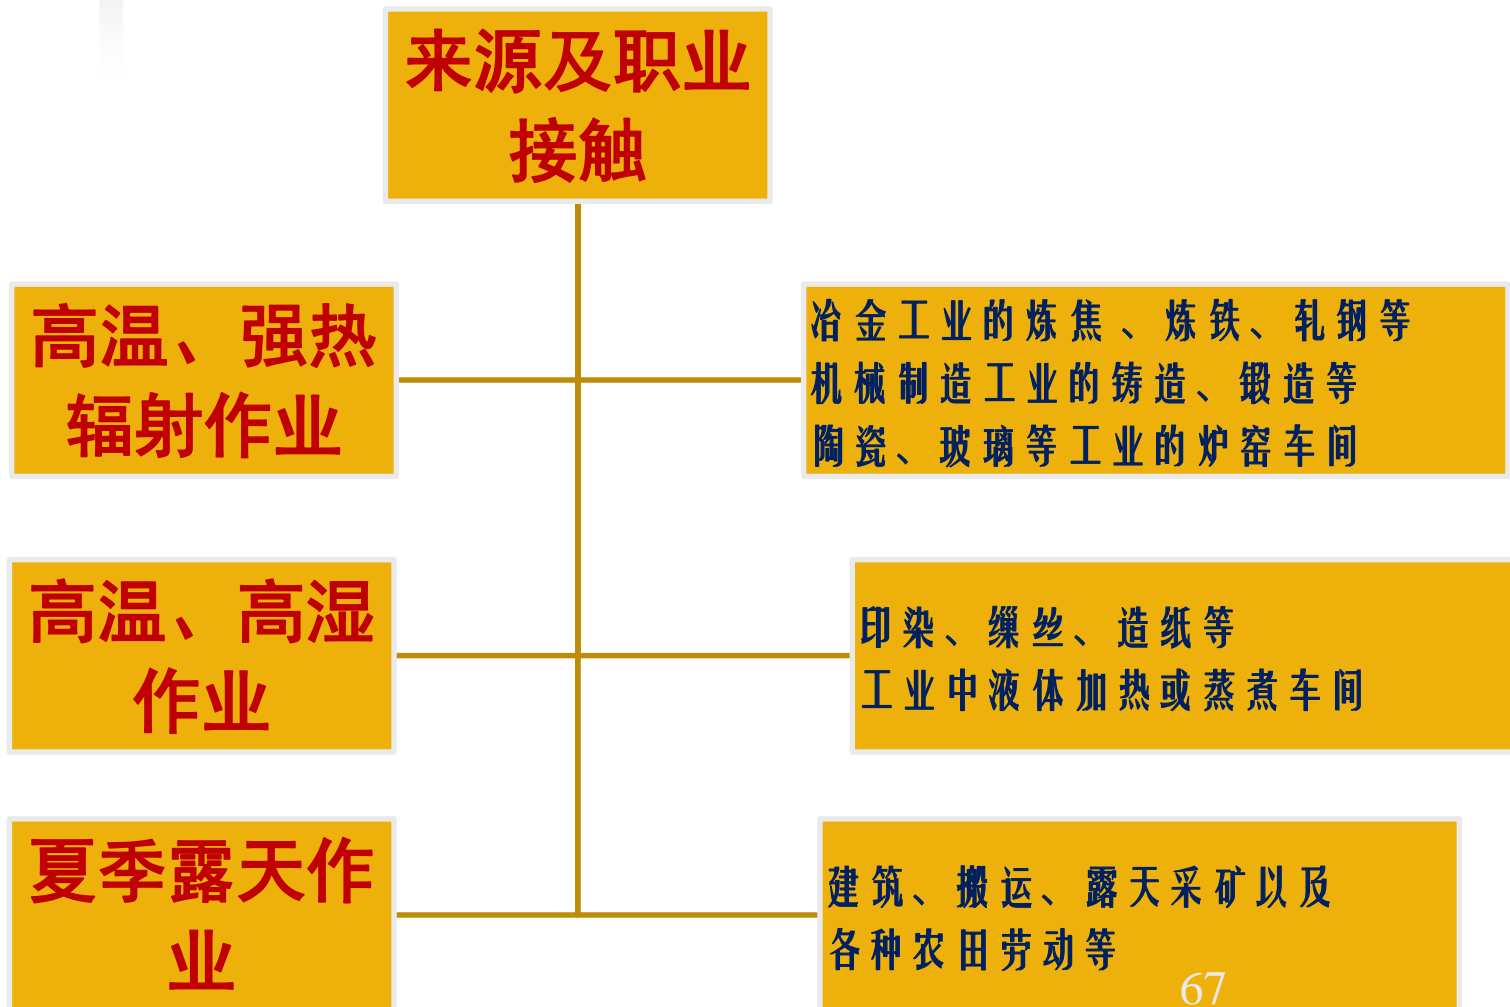 来源及职业
接触
高温、强热
辐射作业
冶金工业的炼焦、炼铁、轧钢等
机械制造工业的铸造、锻造等
陶瓷、玻璃等工业的炉窑车间
高温、高湿
作业
印染、缫丝、造纸等
工业中液体加热或蒸煮车间
夏季露天作
业
建筑、搬运、露天采矿以及
各种农田劳动等
67